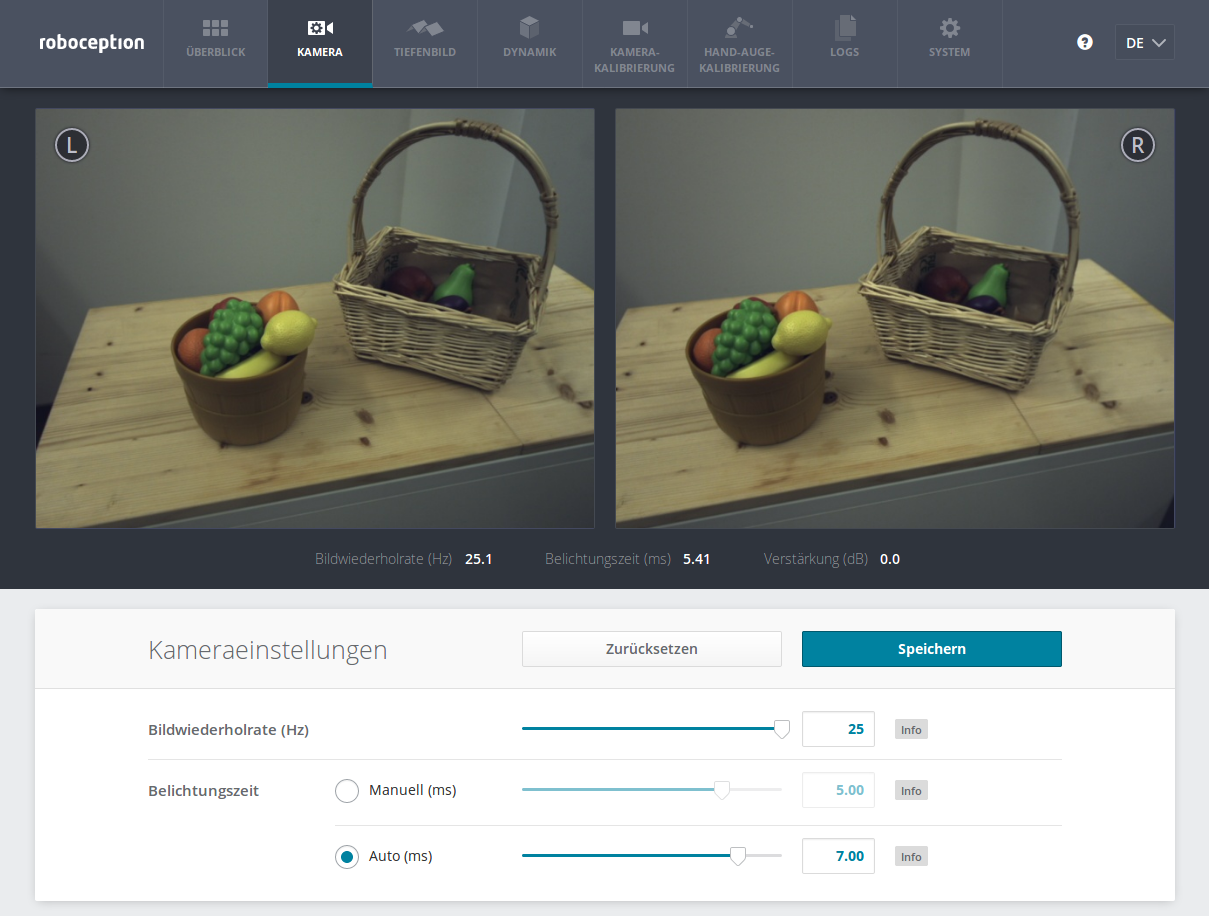 roboception
ÜBERBLICK
KAMERA
TIEFENBILD
DYNAMIK
KAMERA-
KALIBRIERUNG
HAND-AUGE-
KALIBRIERUNG
LOGS
SYSTEM
?
DE
L
R
Bildwiederholrate (Hz) 25.1 Belichtungszeit (ms) 5.41 Verstärkung (dB) 0.0
Kameraeinstellungen Zurücksetzen Speichern
Bildwiederholrate (Hz) 25 Info
Belichtungszeit Manuell (ms) 5.00 Info
Auto (ms) 7.00 Info